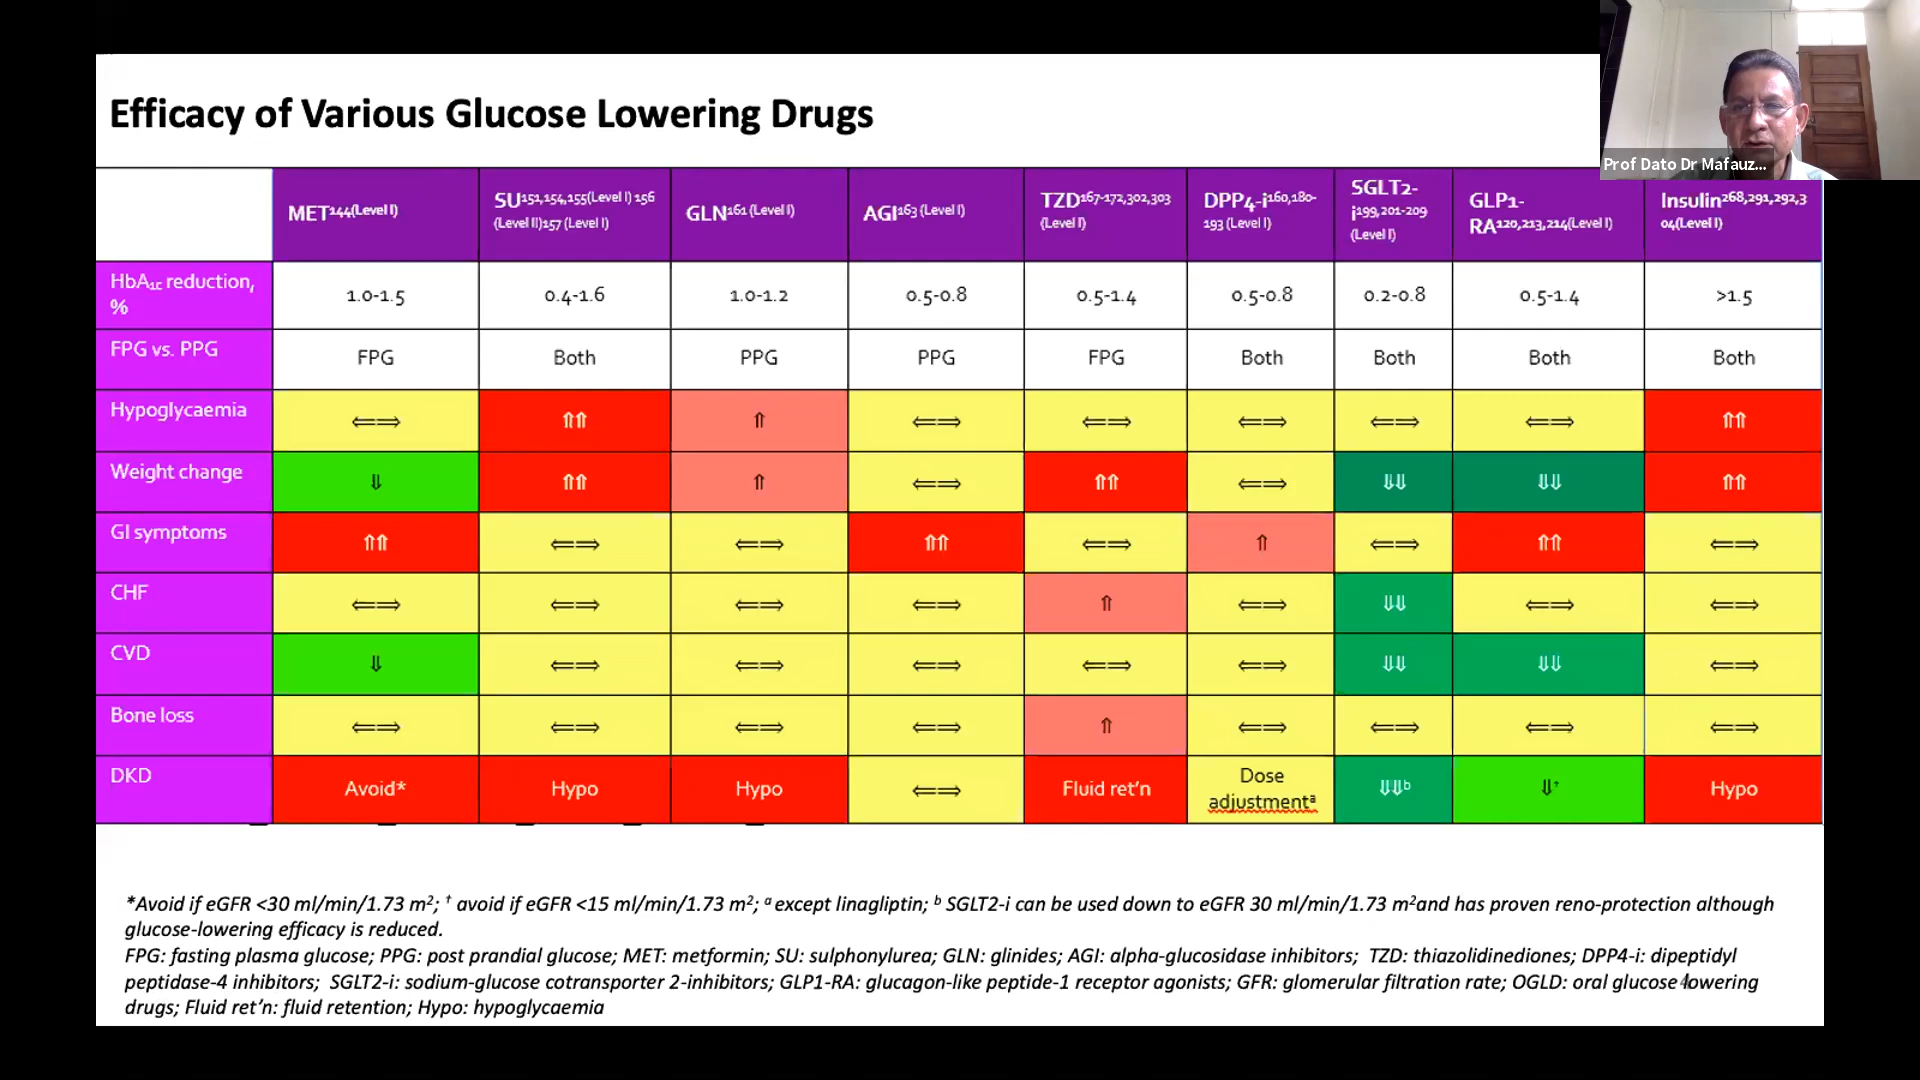 Efficacy of Various Glucose Lowering Drugs
Prof Dato Dr Mafauz...
MET144(Level I)
SU151,154,155(Level I) 156
(Level II)157 (Level I)
GLN161 (Level I)
AGI163 (Level I)
TZD167-172,302,303
(Level I)
DPP4-i160,180-
193 (Level I)
SGLT2-
i199,201-209
(Level I)
GLP1-
RA120,213,214(Level I)
Insulin268,291,292,3
04(Level I)
HbA1c reduction,
%
1.0-1.5
0.4-1.6
1.0-1.2
0.5-0.8
0.5-1.4
0.5-0.8
0.2-0.8
0.5-1.4
>1.5
FPG vs. PPG
FPG
Both
PPG
PPG
FPG
Both
Both
Both
Both
Hypoglycaemia
⇐⇒
⇑⇑
⇑
⇐⇒
⇐⇒
⇐⇒
⇐⇒
⇐⇒
⇑⇑
Weight change
⇓
⇑⇑
⇑
⇐⇒
⇑⇑
⇐⇒
⇓⇓
⇓⇓
⇑⇑
GI symptoms
⇑⇑
⇐⇒
⇐⇒
⇑⇑
⇐⇒
⇑
⇐⇒
⇑⇑
⇐⇒
CHF
⇐⇒
⇐⇒
⇐⇒
⇐⇒
⇑
⇐⇒
⇓⇓
⇐⇒
⇐⇒
CVD
⇓
⇐⇒
⇐⇒
⇐⇒
⇐⇒
⇐⇒
⇓⇓
⇓⇓
⇐⇒
Bone loss
⇐⇒
⇐⇒
⇐⇒
⇐⇒
⇑
⇐⇒
⇐⇒
⇐⇒
⇐⇒
DKD
Avoid*
Hypo
Hypo
⇐⇒
Fluid ret'n
Dose
adjustmentª
⇓⇓b
⇓†
Hypo
*Avoid if eGFR <30 ml/min/1.73 m²; † avoid if eGFR <15 ml/min/1.73 m²; ª except linagliptin; b SGLT2-i can be used down to eGFR 30 ml/min/1.73 m²and has proven reno-protection although
glucose-lowering efficacy is reduced.
FPG: fasting plasma glucose; PPG: post prandial glucose; MET: metformin; SU: sulphonylurea; GLN: glinides; AGI: alpha-glucosidase inhibitors; TZD: thiazolidinediones; DPP4-i: dipeptidyl
peptidase-4 inhibitors; SGLT2-i: sodium-glucose cotransporter 2-inhibitors; GLP1-RA: glucagon-like peptide-1 receptor agonists; GFR: glomerular filtration rate; OGLD: oral glucose lowering
drugs; Fluid ret'n: fluid retention; Hypo: hypoglycaemia